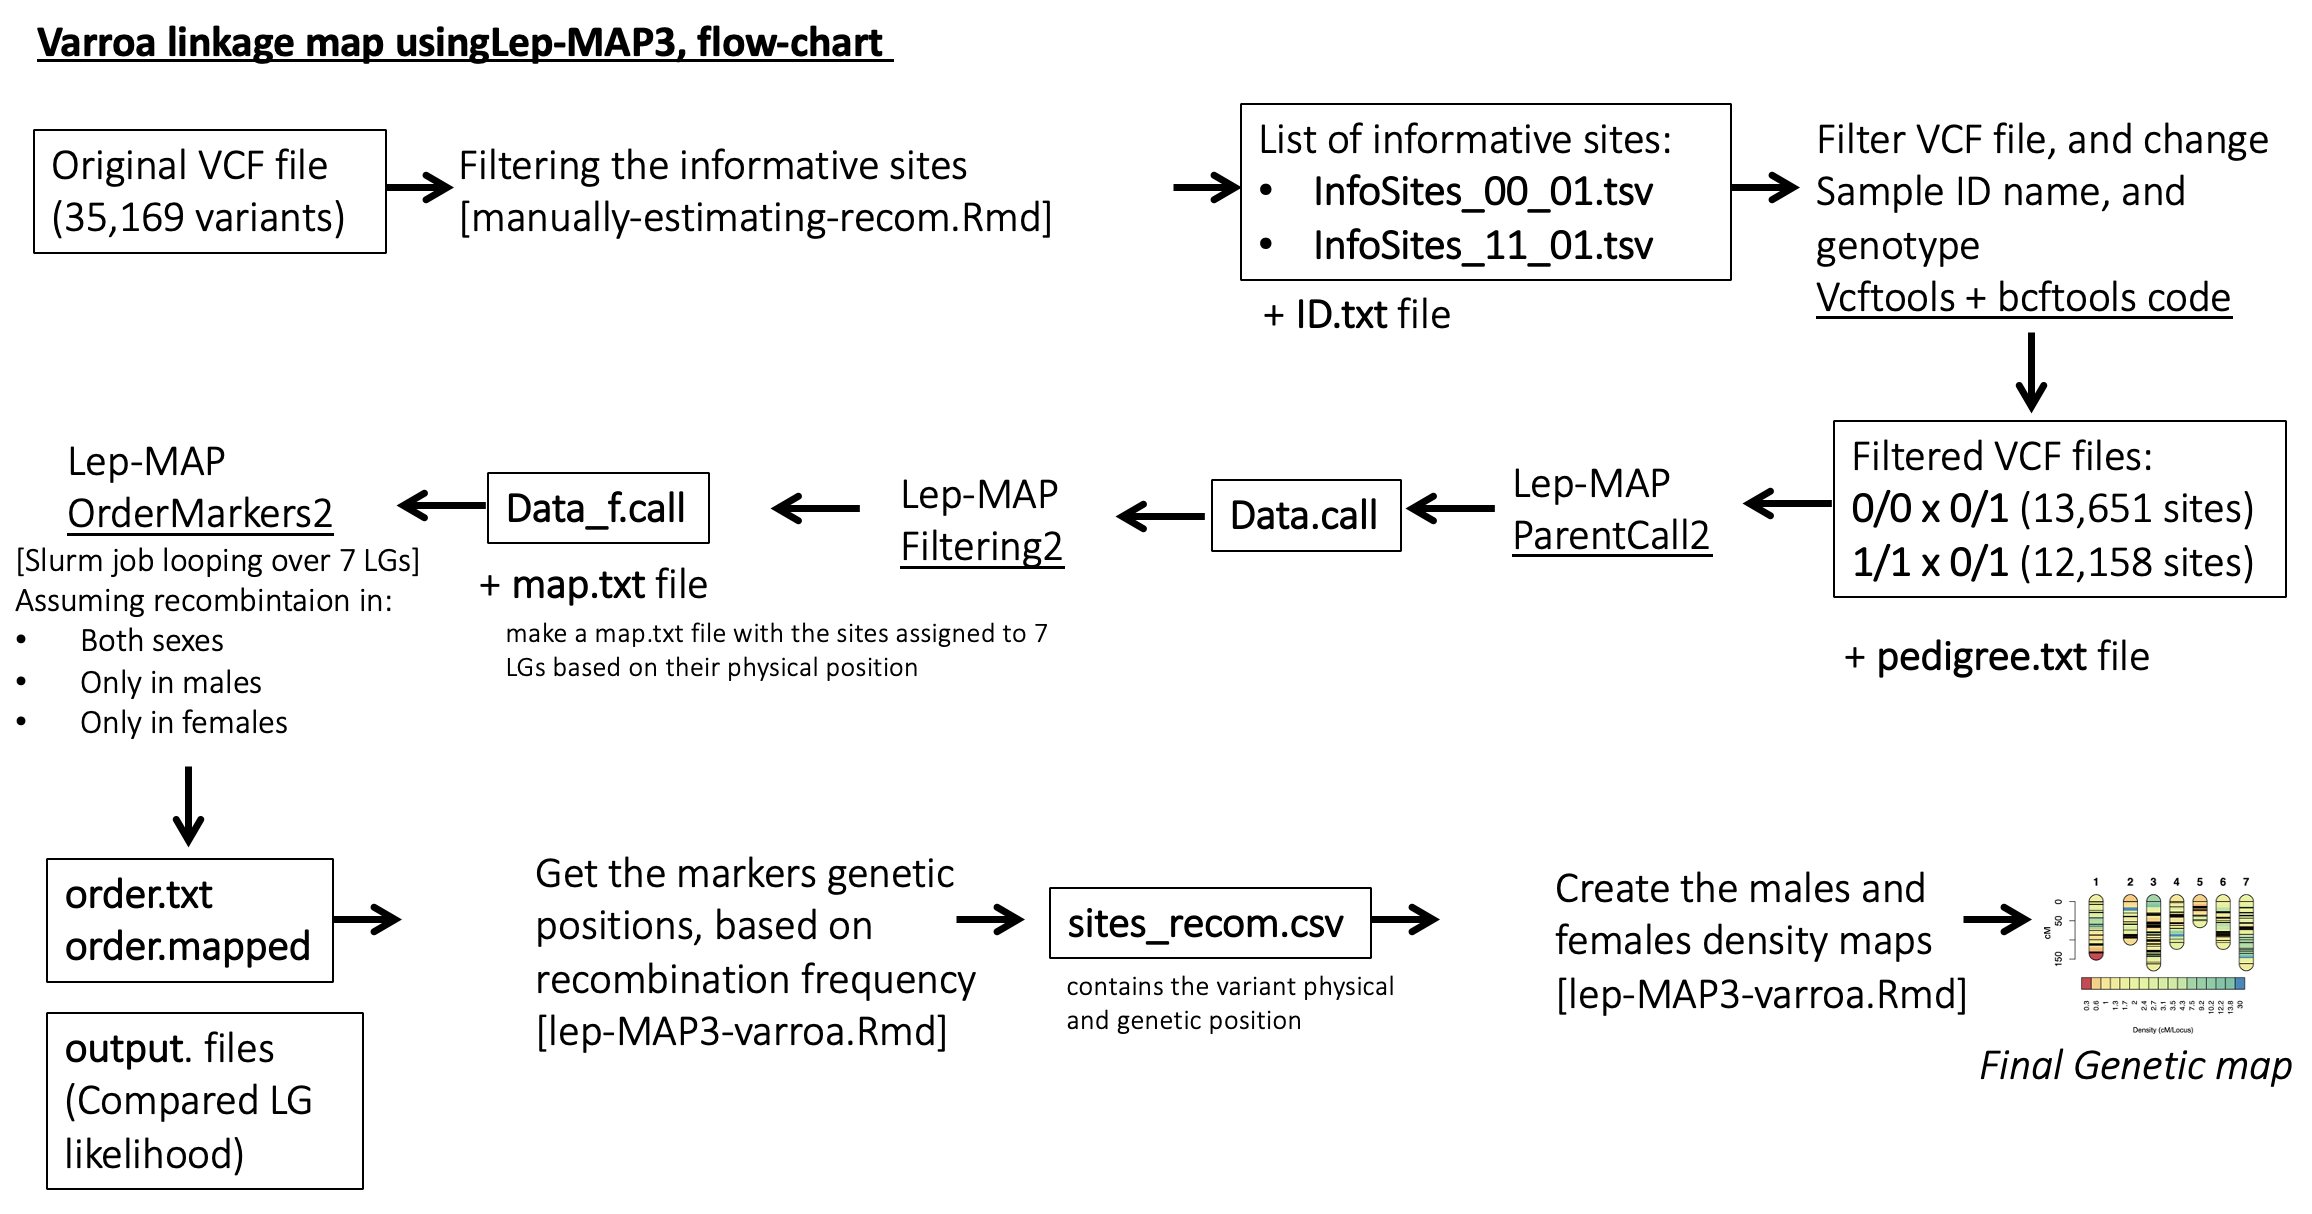 Varroa linkage map usingLep-MAP3, flow-chart
Original VCF file
(35,169 variants)
Filtering the informative sites
[manually-estimating-recom.Rmd]
List of informative sites:
• InfoSites_00_01.tsv
• InfoSites_11_01.tsv
+ ID.txt file
Filter VCF file, and change
Sample ID name, and
genotype
Vcftools + bcftools code
Filtered VCF files:
0/0 x 0/1 (13,651 sites)
1/1 x 0/1 (12,158 sites)
+ pedigree.txt file
Lep-MAP
ParentCall2
Data.call
Lep-MAP
Filtering2
Data_f.call
+ map.txt file
make a map.txt file with the sites assigned to 7
LGs based on their physical position
Lep-MAP
OrderMarkers2
[Slurm job looping over 7 LGs]
Assuming recombintaion in:
• Both sexes
• Only in males
• Only in females
order.txt
order.mapped
output. files
(Compared LG
likelihood)
Get the markers genetic
positions, based on
recombination frequency
[lep-MAP3-varroa.Rmd]
sites_recom.csv
contains the variant physical
and genetic position
Create the males and
females density maps
[lep-MAP3-varroa.Rmd]
1 2 3 4 5 6 7
0
50
150
cM
0.3 0.6 1 1.3 1.7 2 2.4 2.7 3.1 3.5 4.3 7.5 9.2 10.2 12.2 13.8 30
Density (cM/Locus)
Final Genetic map